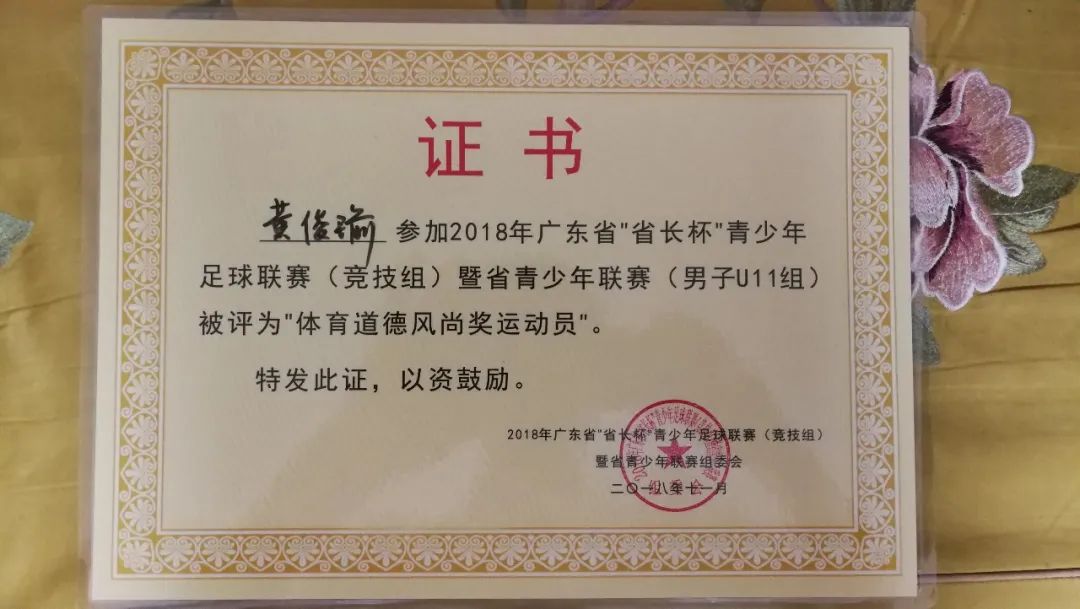 证书
黄俊瑜 参加2018年广东省"省长杯"青少年
足球联赛（竞技组）暨省青少年联赛（男子U11组）
被评为"体育道德风尚奖运动员"。
特发此证，以资鼓励。
2018年广东省"省长杯"青少年足球联赛（竞技组）
暨省青少年联赛组委会
二〇一八年十一月
组委会